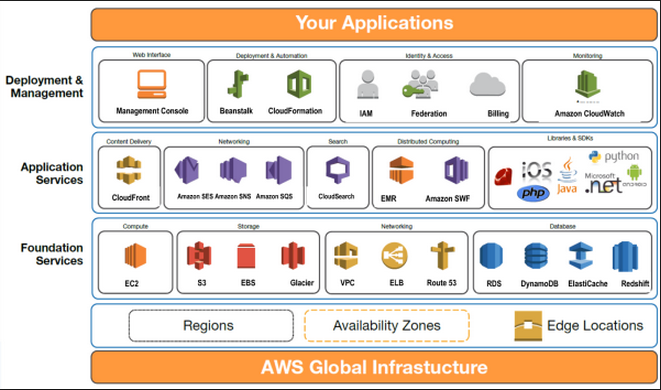 Your Applications
Deployment & Management
Web Interface
Management Console
Deployment & Automation
Beanstalk CloudFormation
Identity & Access
IAM Federation Billing
Monitoring
Amazon CloudWatch
Application Services
Content Delivery
CloudFront
Networking
Amazon SES Amazon SNS Amazon SQS
Search
CloudSearch
Distributed Computing
EMR Amazon SWF
Libraries & SDKs
iOS
php
Java
python
Microsoft
.net
ANDROID
Foundation Services
Compute
EC2
Storage
S3 EBS Glacier
Networking
VPC ELB Route 53
Database
RDS DynamoDB ElastiCache Redshift
Regions
Availability Zones
Edge Locations
AWS Global Infrastucture